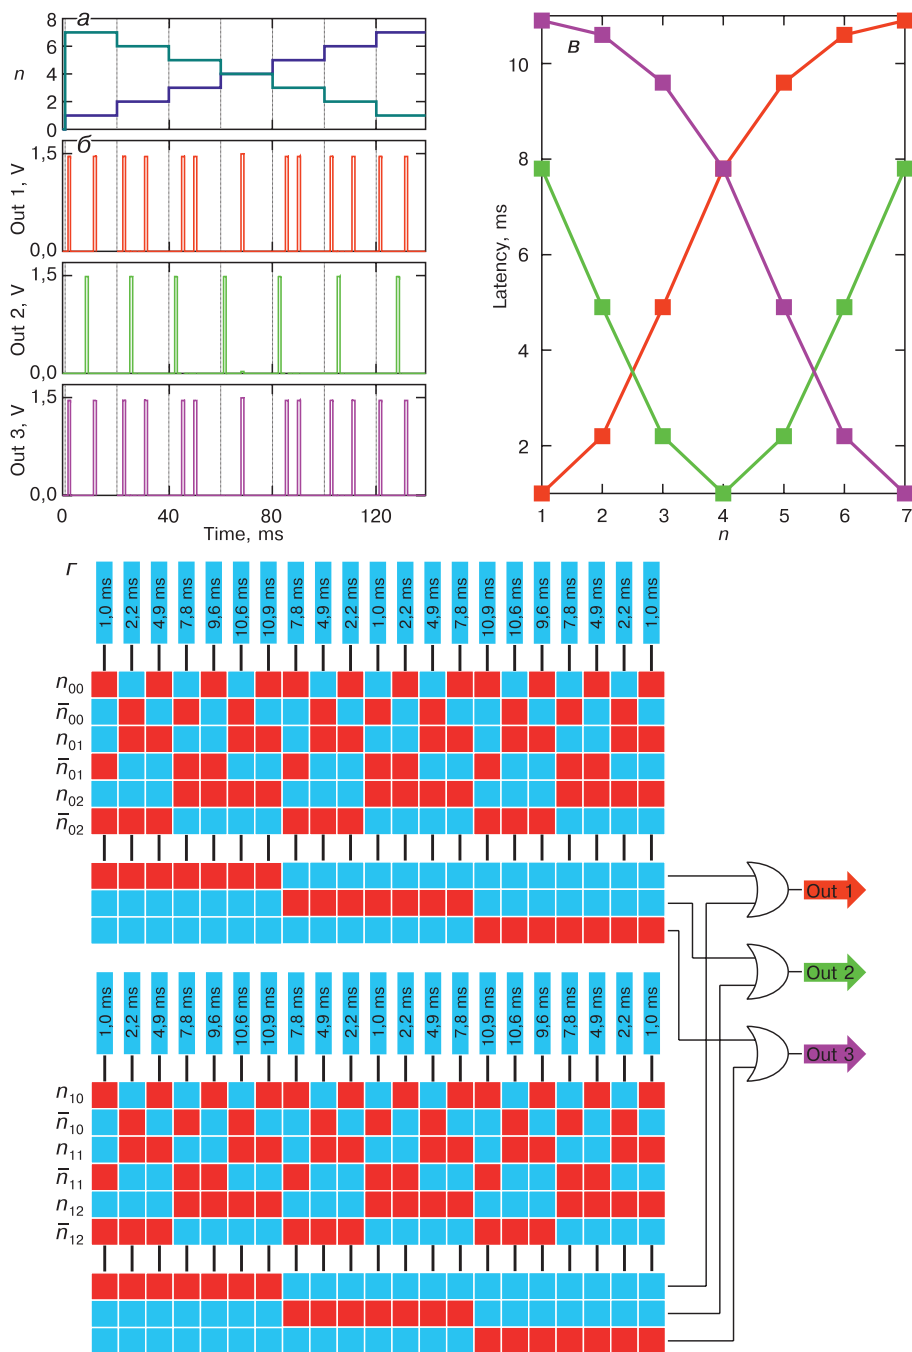 а
8
6
n
4
2
0
б
1,5
Out 1, V
0,0
1,5
Out 2, V
0,0
1,5
Out 3, V
0,0
0 40 80 120
Time, ms
в
10
8
Latency, ms
4
2
1 2 3 4 5 6 7
n
г
1,0 ms 2,2 ms 4,9 ms 7,8 ms 9,6 ms 10,6 ms 10,9 ms 7,8 ms 4,9 ms 2,2 ms 1,0 ms 2,2 ms 4,9 ms 7,8 ms 10,9 ms 10,6 ms 9,6 ms 7,8 ms 4,9 ms 2,2 ms 1,0 ms
n₀₀
n̅₀₀
n₀₁
n̅₀₁
n₀₂
n̅₀₂
Out 1
Out 2
Out 3
1,0 ms 2,2 ms 4,9 ms 7,8 ms 9,6 ms 10,6 ms 10,9 ms 7,8 ms 4,9 ms 2,2 ms 1,0 ms 2,2 ms 4,9 ms 7,8 ms 10,9 ms 10,6 ms 9,6 ms 7,8 ms 4,9 ms 2,2 ms 1,0 ms
n₁₀
n̅₁₀
n₁₁
n̅₁₁
n₁₂
n̅₁₂